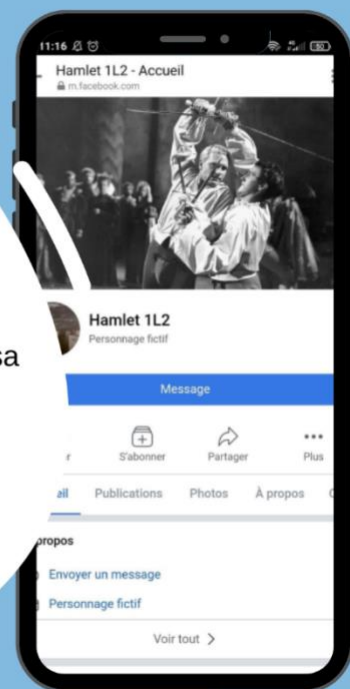 11:16
Hamlet 1L2 - Accueil
m.facebook.com
Hamlet 1L2
Personnage fictif
sa
Message
S'abonner Partager Plus
Publications Photos À propos
Envoyer un message
Personnage fictif
Voir tout >